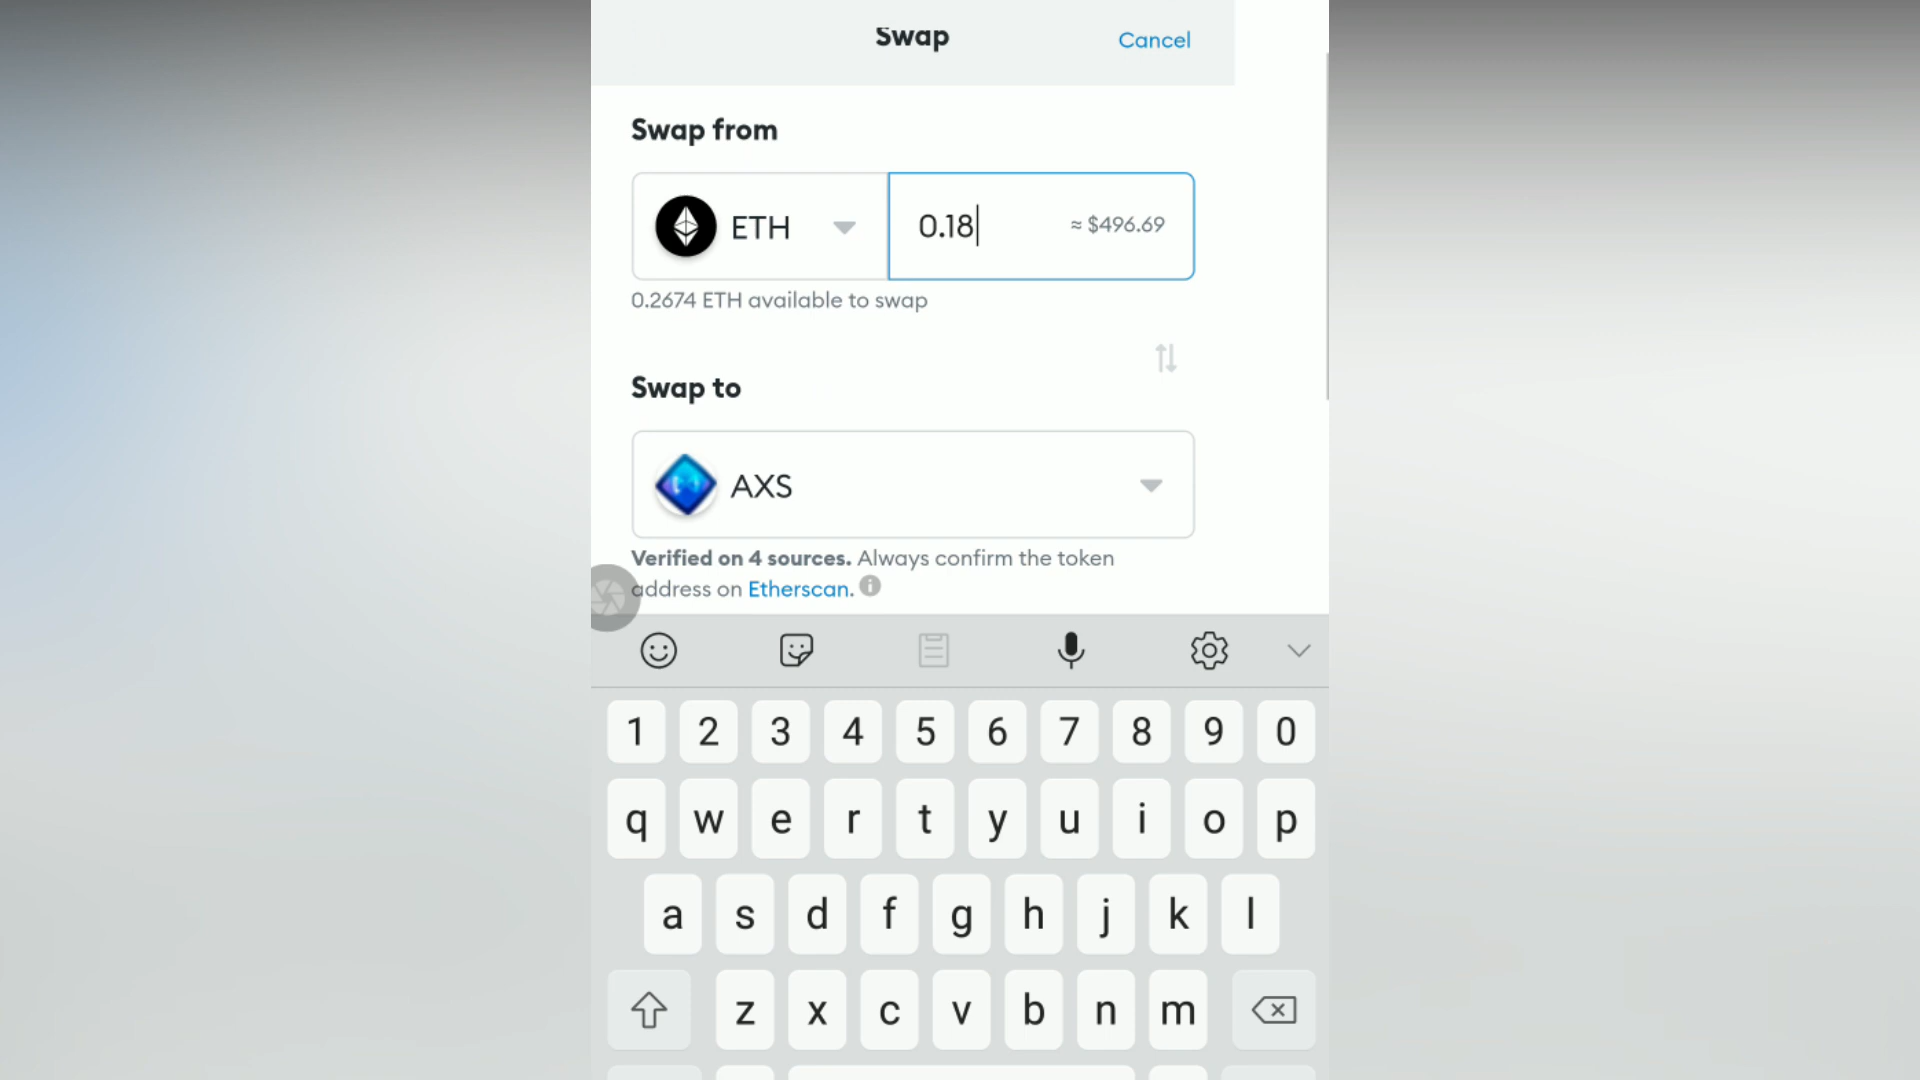 Swap
Cancel
Swap from
ETH
0.18
≈ $496.69
0.2674 ETH available to swap
Swap to
AXS
Verified on 4 sources. Always confirm the token
address on Etherscan.
1 2 3 4 5 6 7 8 9 0
q w e r t y u i o p
a s d f g h j k l
z x c v b n m